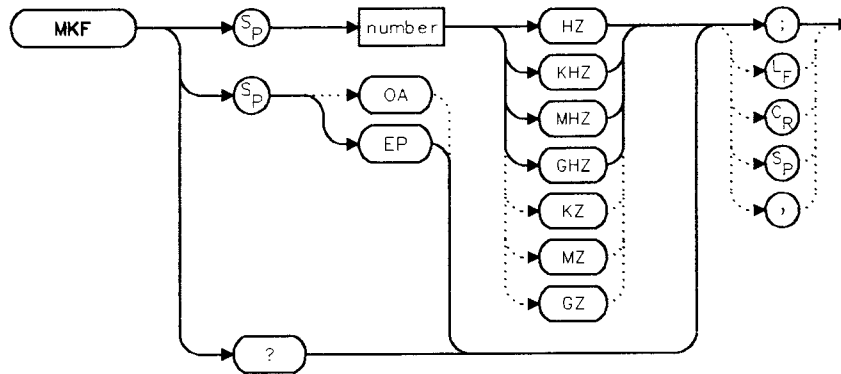 MKF SP number HZ ;
KHZ LF
SP OA MHZ CR
EP GHZ SP
KZ ,
MZ
GZ
?